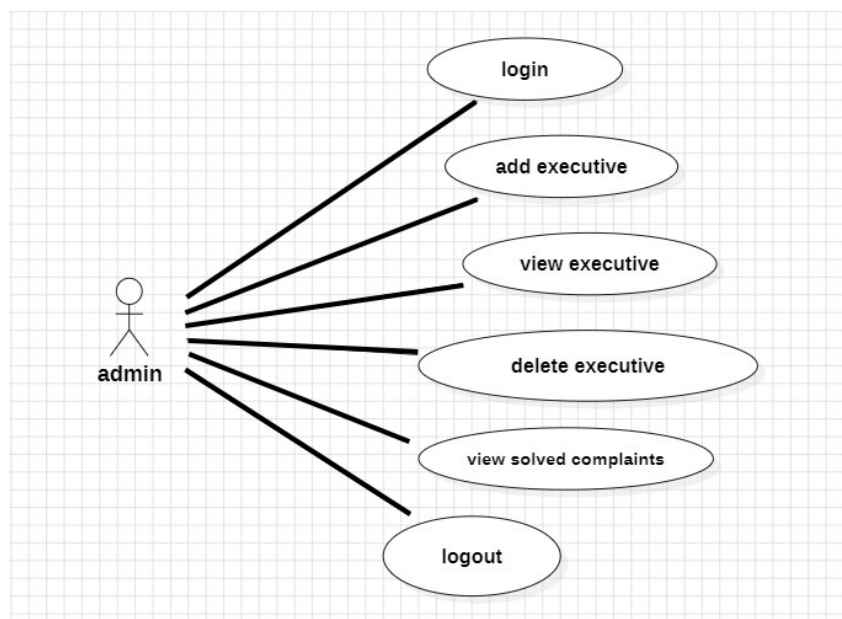 login
add executive
view executive
admin
delete executive
view solved complaints
logout